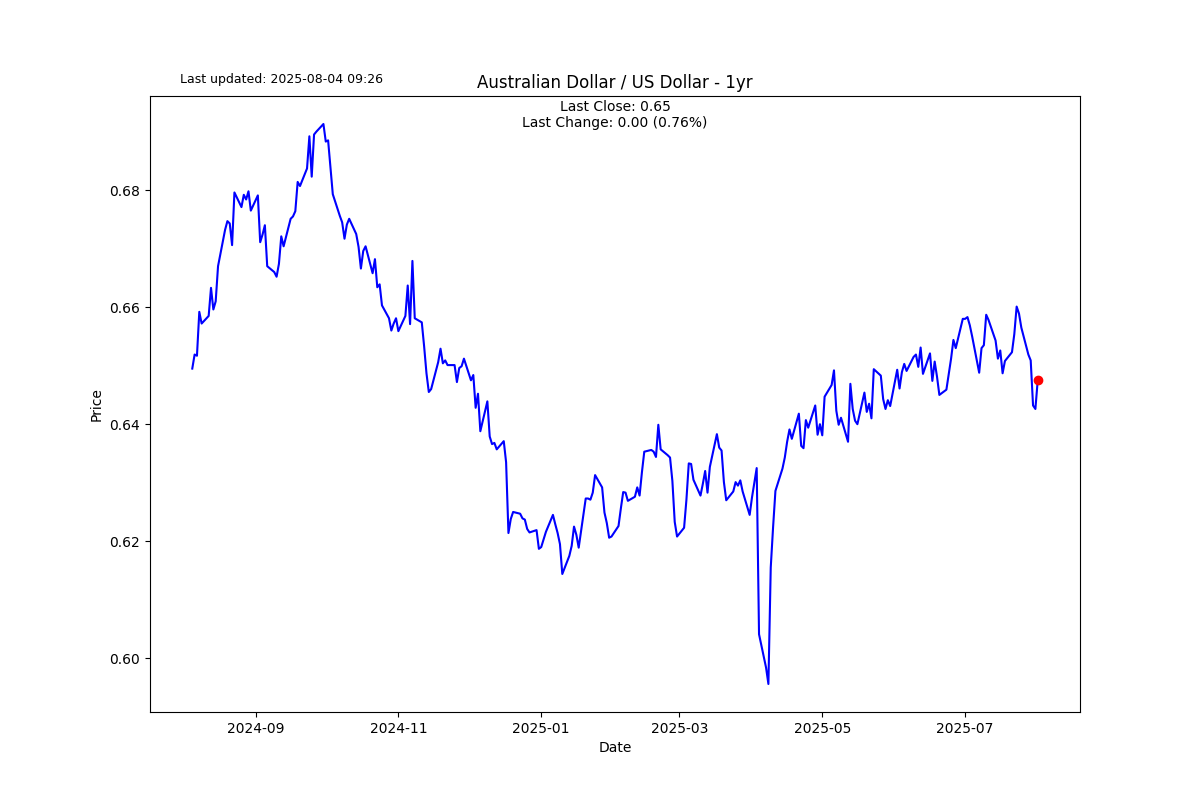 Last updated: 2025-08-04 09:26
Australian Dollar / US Dollar - 1yr
Last Close: 0.65
Last Change: 0.00 (0.76%)
0.68
0.66
0.64
0.62
0.60
Price
2024-09
2024-11
2025-01
2025-03
2025-05
2025-07
Date